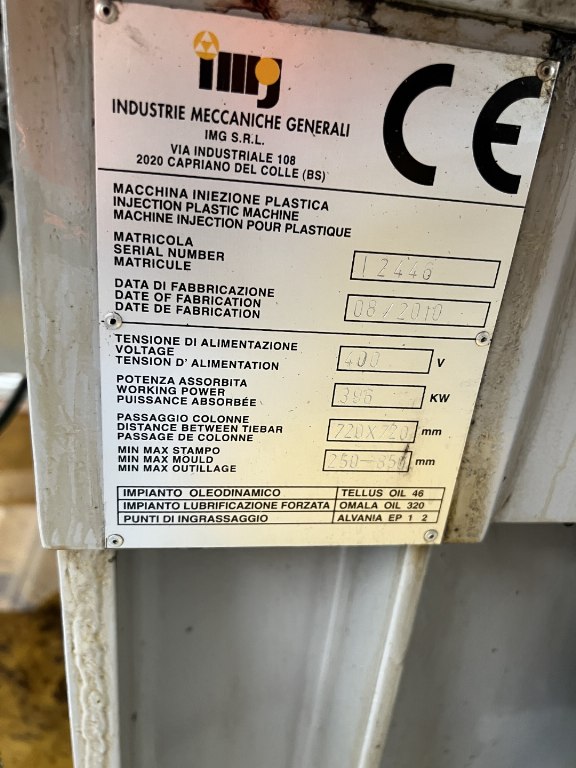 img
INDUSTRIE MECCANICHE GENERALI
IMG S.R.L.
VIA INDUSTRIALE 108
2020 CAPRIANO DEL COLLE (BS)
CE
MACCHINA INIEZIONE PLASTICA
INJECTION PLASTIC MACHINE
MACHINE INJECTION POUR PLASTIQUE
MATRICOLA
SERIAL NUMBER 12446
MATRICULE
DATA DI FABBRICAZIONE
DATE OF FABRICATION 08/2010
DATE DE FABRICATION
TENSIONE DI ALIMENTAZIONE
VOLTAGE 400 V
TENSION D' ALIMENTATION
POTENZA ASSORBITA
WORKING POWER KW
PUISSANCE ABSORBÉE
PASSAGGIO COLONNE
DISTANCE BETWEEN TIEBAR 720X720 mm
PASSAGE DE COLONNE
MIN MAX STAMPO
MIN MAX MOULD mm
MIN MAX OUTILLAGE
IMPIANTO OLEODINAMICO TELLUS OIL 46
IMPIANTO LUBRIFICAZIONE FORZATA OMALA OIL 320
PUNTI DI INGRASSAGGIO ALVANIA EP 1 2